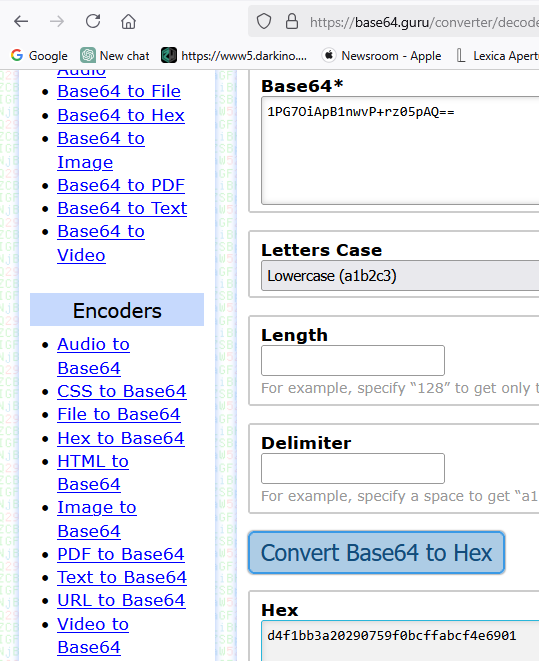 https://base64.guru/converter/decode
Google
New chat
https://www5.darkino.
Newsroom - Apple
Lexica Apert
Audio
Base64 to File
Base64 to Hex
Base64 to
Image
Base64 to PDF
Base64 to Text
Base64 to
Video
Encoders
Audio to
Base64
CSS to Base64
File to Base64
Hex to Base64
HTML to
Base64
Image to
Base64
PDF to Base64
Text to Base64
URL to Base64
Video to
Base64
Base64*
1PG7OiApB1nwvP+rz05pAQ==
Letters Case
Lowercase (a1b2c3)
Length
For example, specify “128” to get only t
Delimiter
For example, specify a space to get “a1
Convert Base64 to Hex
Hex
d4f1bb3a20290759f0bcffabcf4e6901